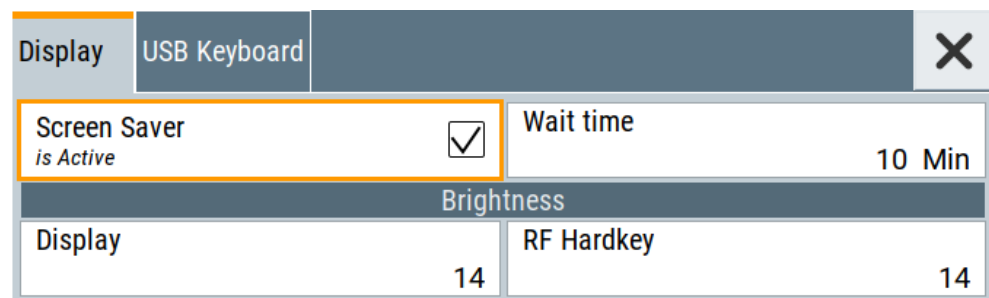 Display USB Keyboard
Screen Saver
is Active
Wait time
10 Min
Brightness
Display
14
RF Hardkey
14